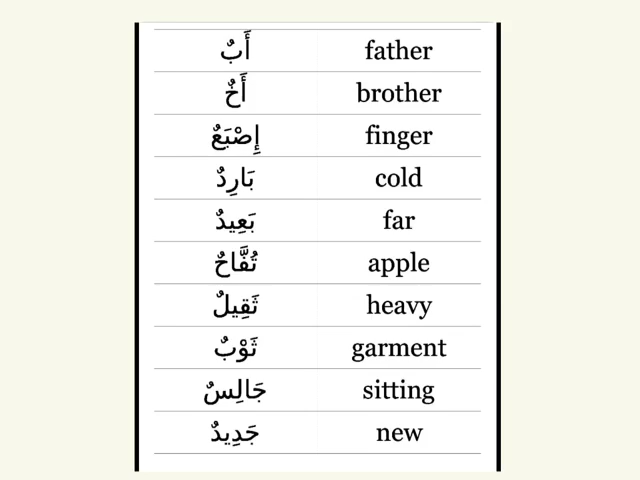 أَبٌ father
أَخٌ brother
إِصْبَعٌ finger
بَارِدٌ cold
بَعِيدٌ far
تُفَّاحٌ apple
ثَقِيلٌ heavy
ثَوْبٌ garment
جَالِسٌ sitting
جَدِيدٌ new